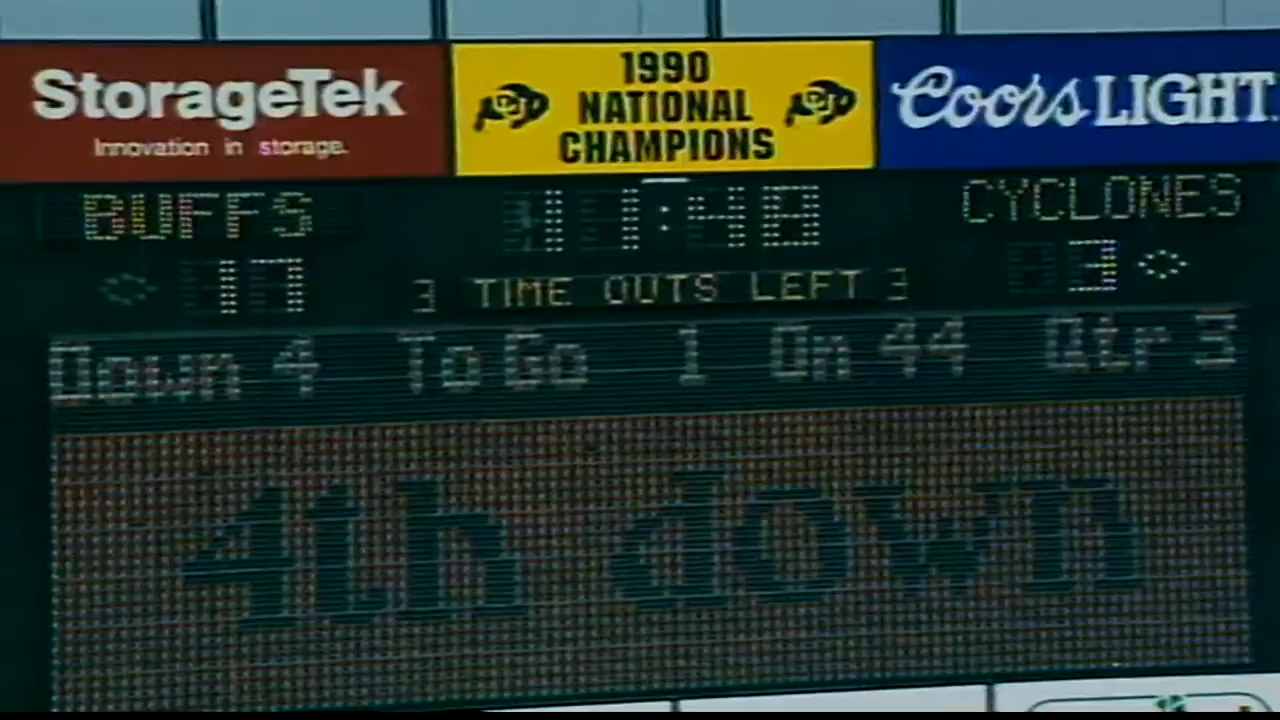 StorageTek
Innovation in storage.
1990
NATIONAL
CHAMPIONS
Coors LIGHT.
BUFFS 11:48 CYCLONES
17 3 TIME OUTS LEFT 3 3
Down 4 To Go 1 On 44 Qtr 3
4th down